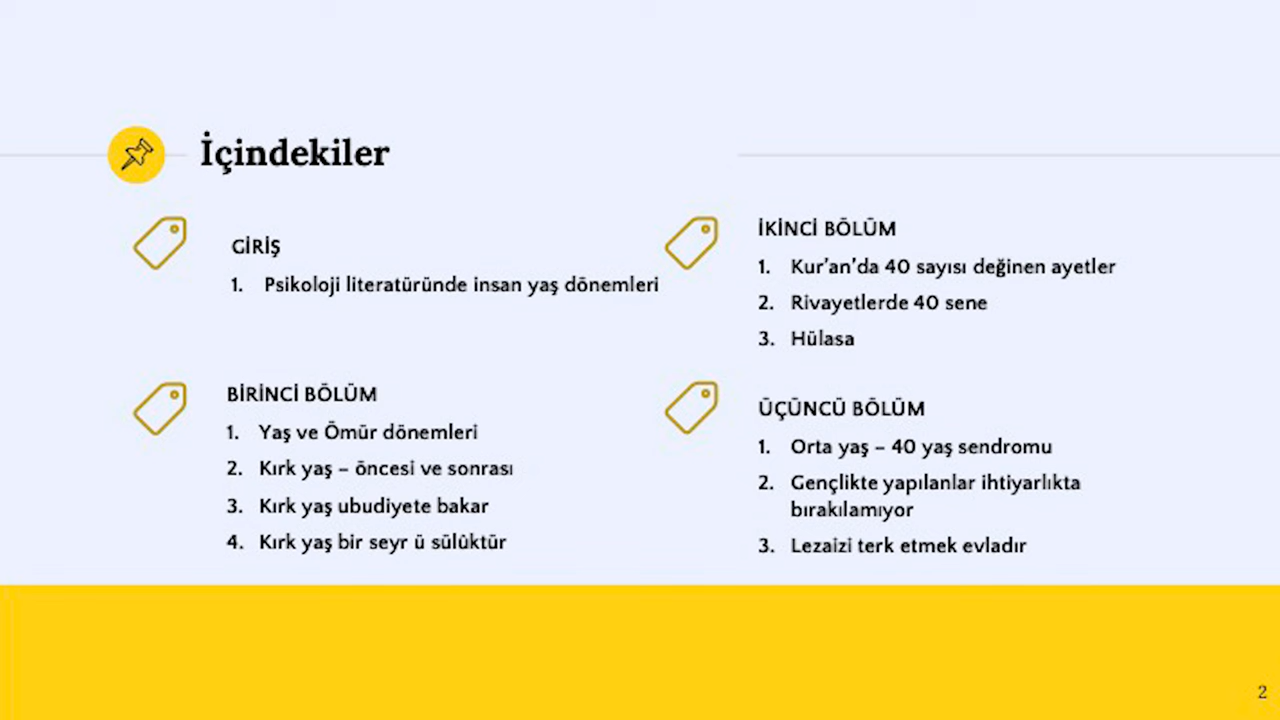 İçindekiler
GİRİŞ
1. Psikoloji literatüründe insan yaş dönemleri
BİRİNCİ BÖLÜM
1. Yaş ve Ömür dönemleri
2. Kırk yaş – öncesi ve sonrası
3. Kırk yaş ubudiyete bakar
4. Kırk yaş bir seyr ü sülûktür
İKİNCİ BÖLÜM
1. Kur’an’da 40 sayısı değinen ayetler
2. Rivayetlerde 40 sene
3. Hülasa
ÜÇÜNCÜ BÖLÜM
1. Orta yaş – 40 yaş sendromu
2. Gençlikte yapılanlar ihtiyarlıkta
bırakılamıyor
3. Lezaizi terk etmek evladır
2